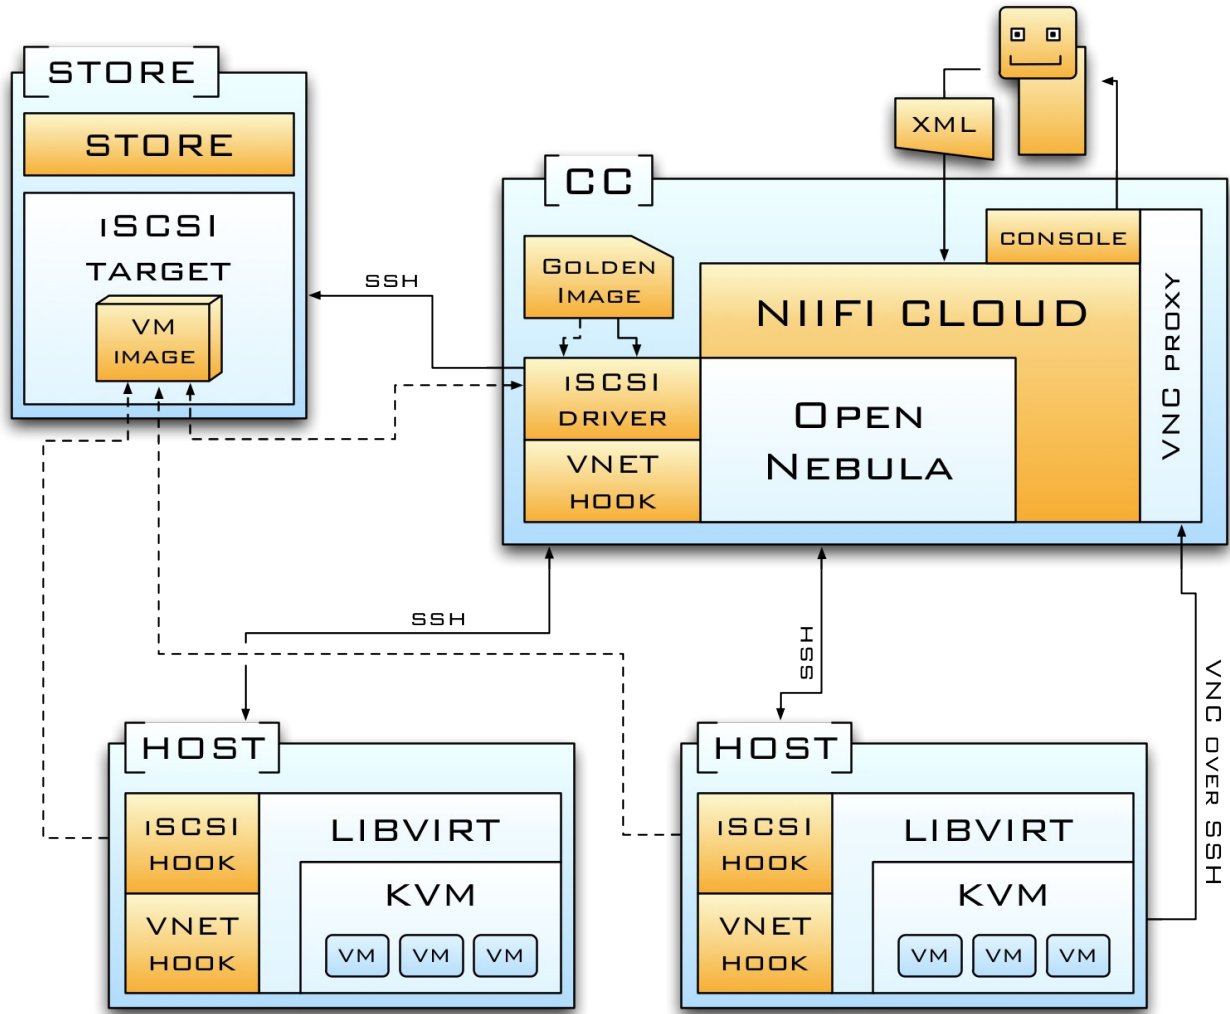 STORE
STORE
iSCSI
TARGET
VM
IMAGE
SSH
XML
CC
GOLDEN
IMAGE
CONSOLE
NIIFI CLOUD
VNC PROXY
iSCSI
DRIVER
OPEN
NEBULA
VNET
HOOK
SSH
SSH
VNC OVER SSH
HOST
iSCSI
HOOK
LIBVIRT
KVM
VNET
HOOK
VM
VM
VM
HOST
iSCSI
HOOK
LIBVIRT
KVM
VNET
HOOK
VM
VM
VM